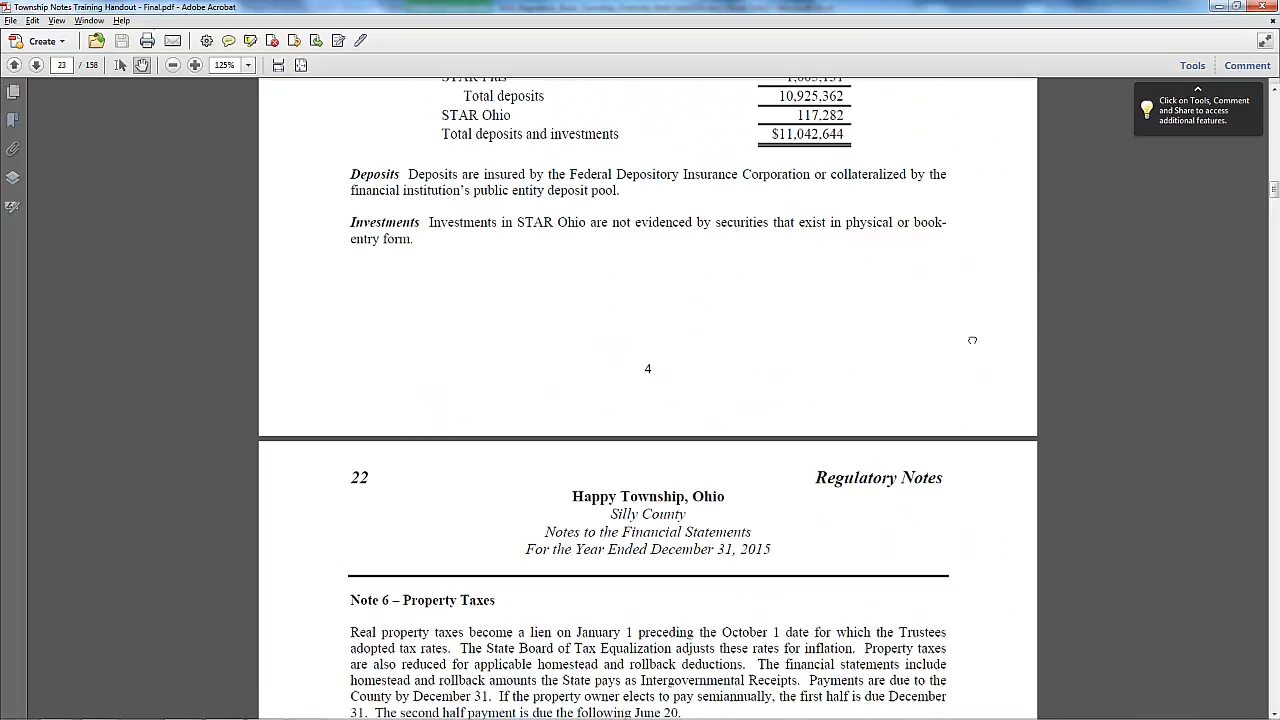 Township Notes Training Handout - Final.pdf - Adobe Acrobat
File Edit View Window Help
Create
23 / 158 125% Tools Comment
Click on Tools, Comment
and Share to access
additional features.
STAR Plus 1,005,151
Total deposits 10,925,362
STAR Ohio 117,282
Total deposits and investments $11,042,644
Deposits Deposits are insured by the Federal Depository Insurance Corporation or collateralized by the
financial institution's public entity deposit pool.
Investments Investments in STAR Ohio are not evidenced by securities that exist in physical or book-
entry form.
4
22 Regulatory Notes
Happy Township, Ohio
Silly County
Notes to the Financial Statements
For the Year Ended December 31, 2015
Note 6 – Property Taxes
Real property taxes become a lien on January 1 preceding the October 1 date for which the Trustees
adopted tax rates. The State Board of Tax Equalization adjusts these rates for inflation. Property taxes
are also reduced for applicable homestead and rollback deductions. The financial statements include
homestead and rollback amounts the State pays as Intergovernmental Receipts. Payments are due to the
County by December 31. If the property owner elects to pay semiannually, the first half is due December
31. The second half payment is due the following June 20.